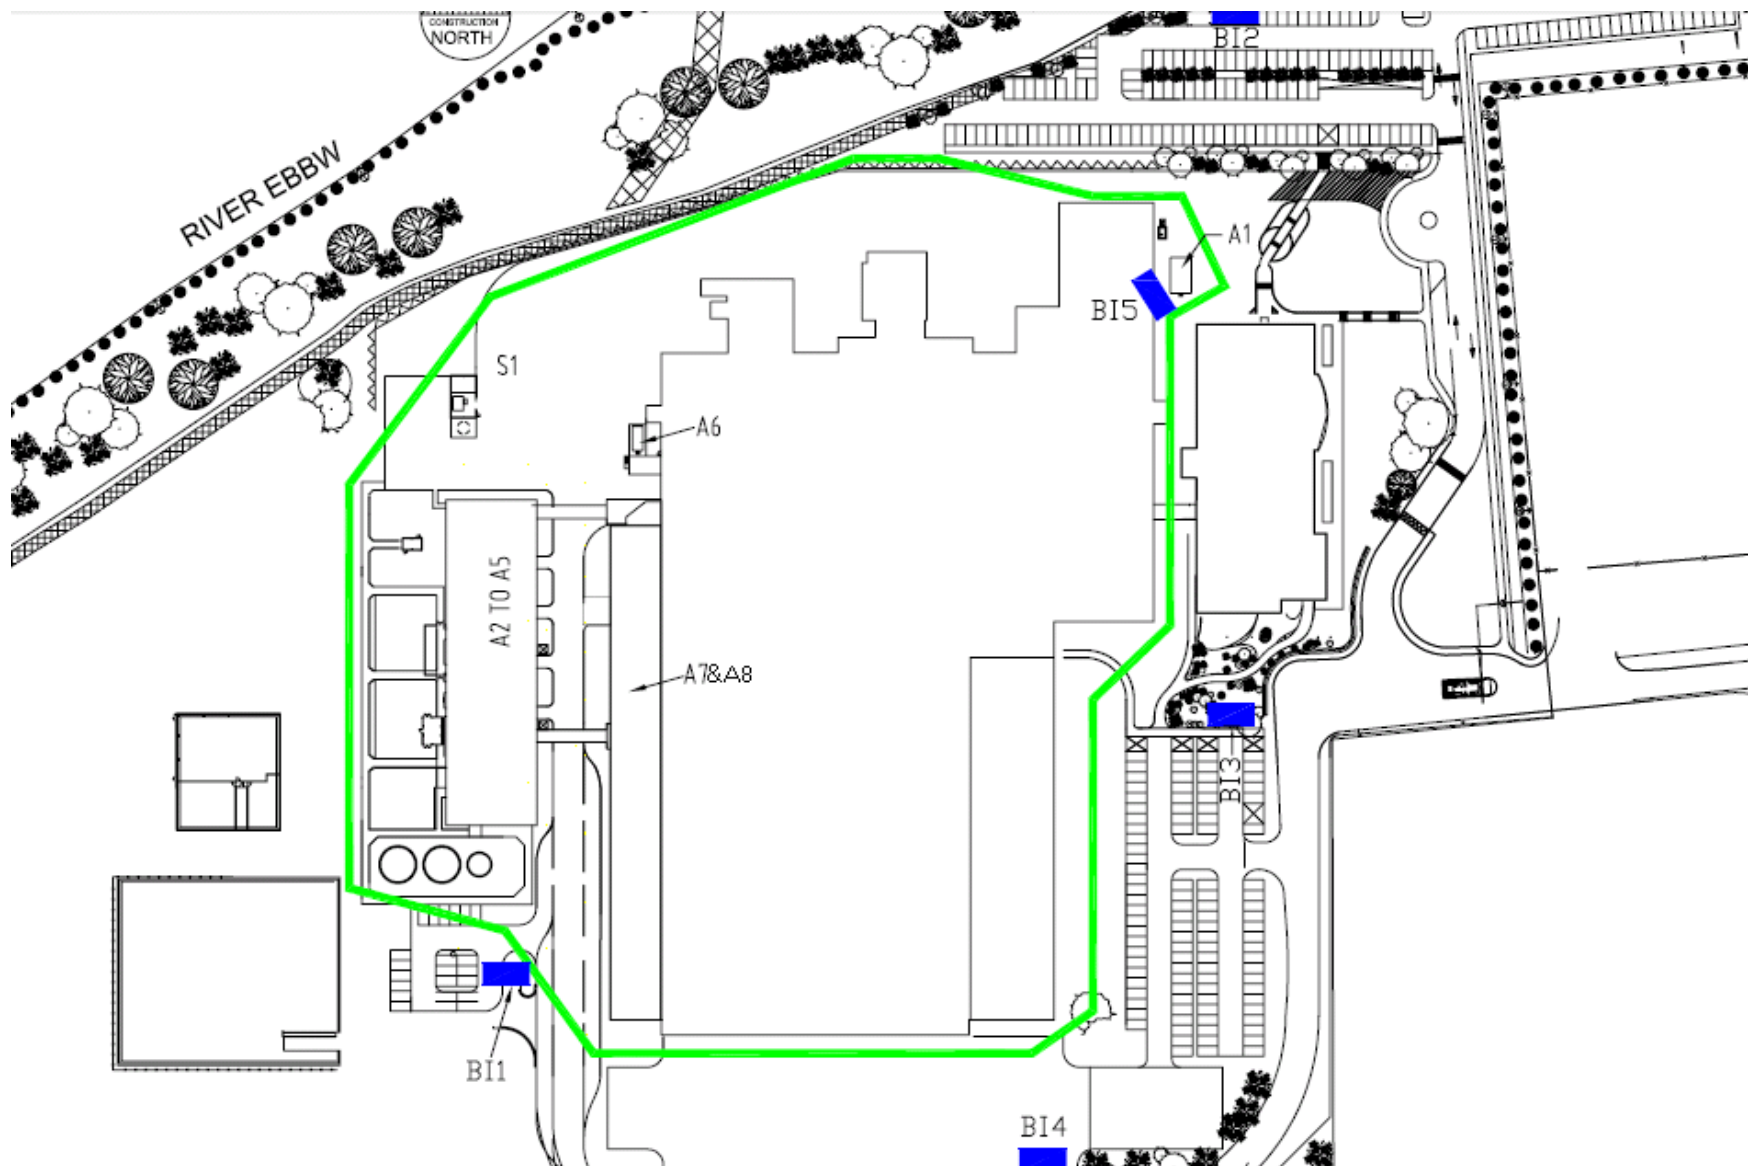 CONSTRUCTION
NORTH
BI2
RIVER EBBW
A1
BI5
S1
A6
A2 TO A5
A7&A8
BI3
BI1
BI4